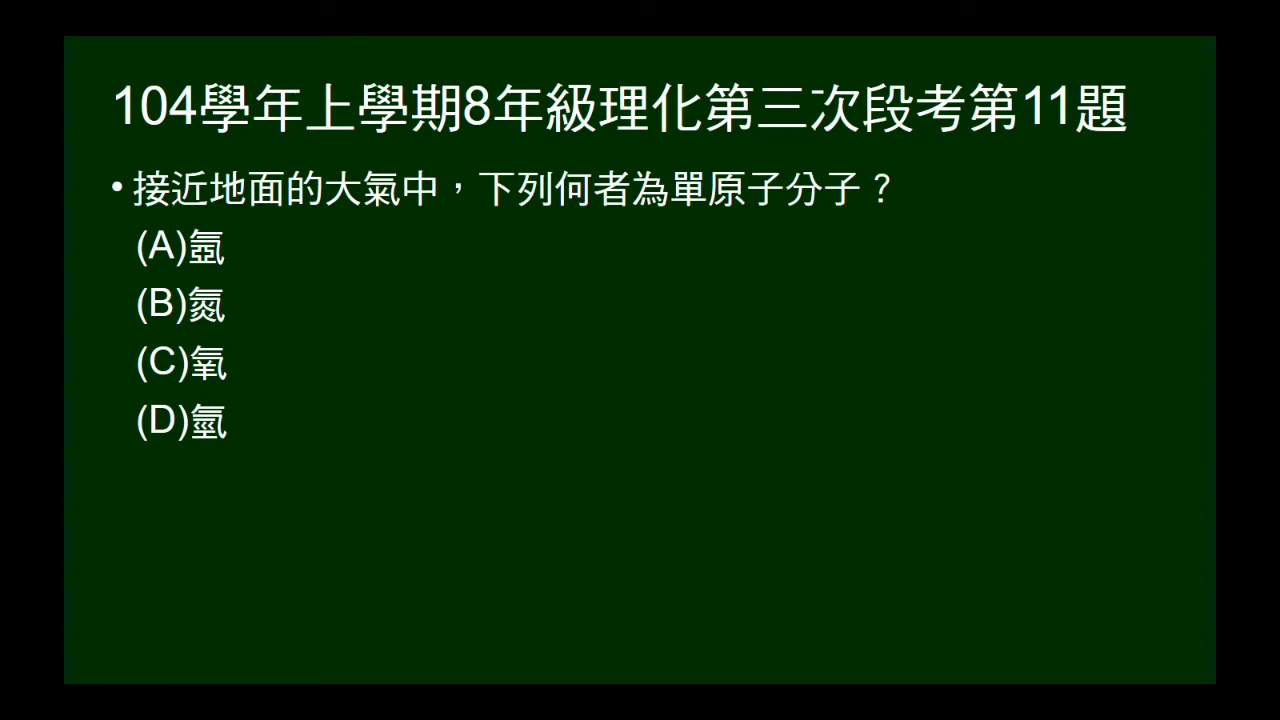 104學年上學期8年級理化第三次段考第11題
•接近地面的大氣中，下列何者為單原子分子？
(A)氬
(B)氮
(C)氧
(D)氫